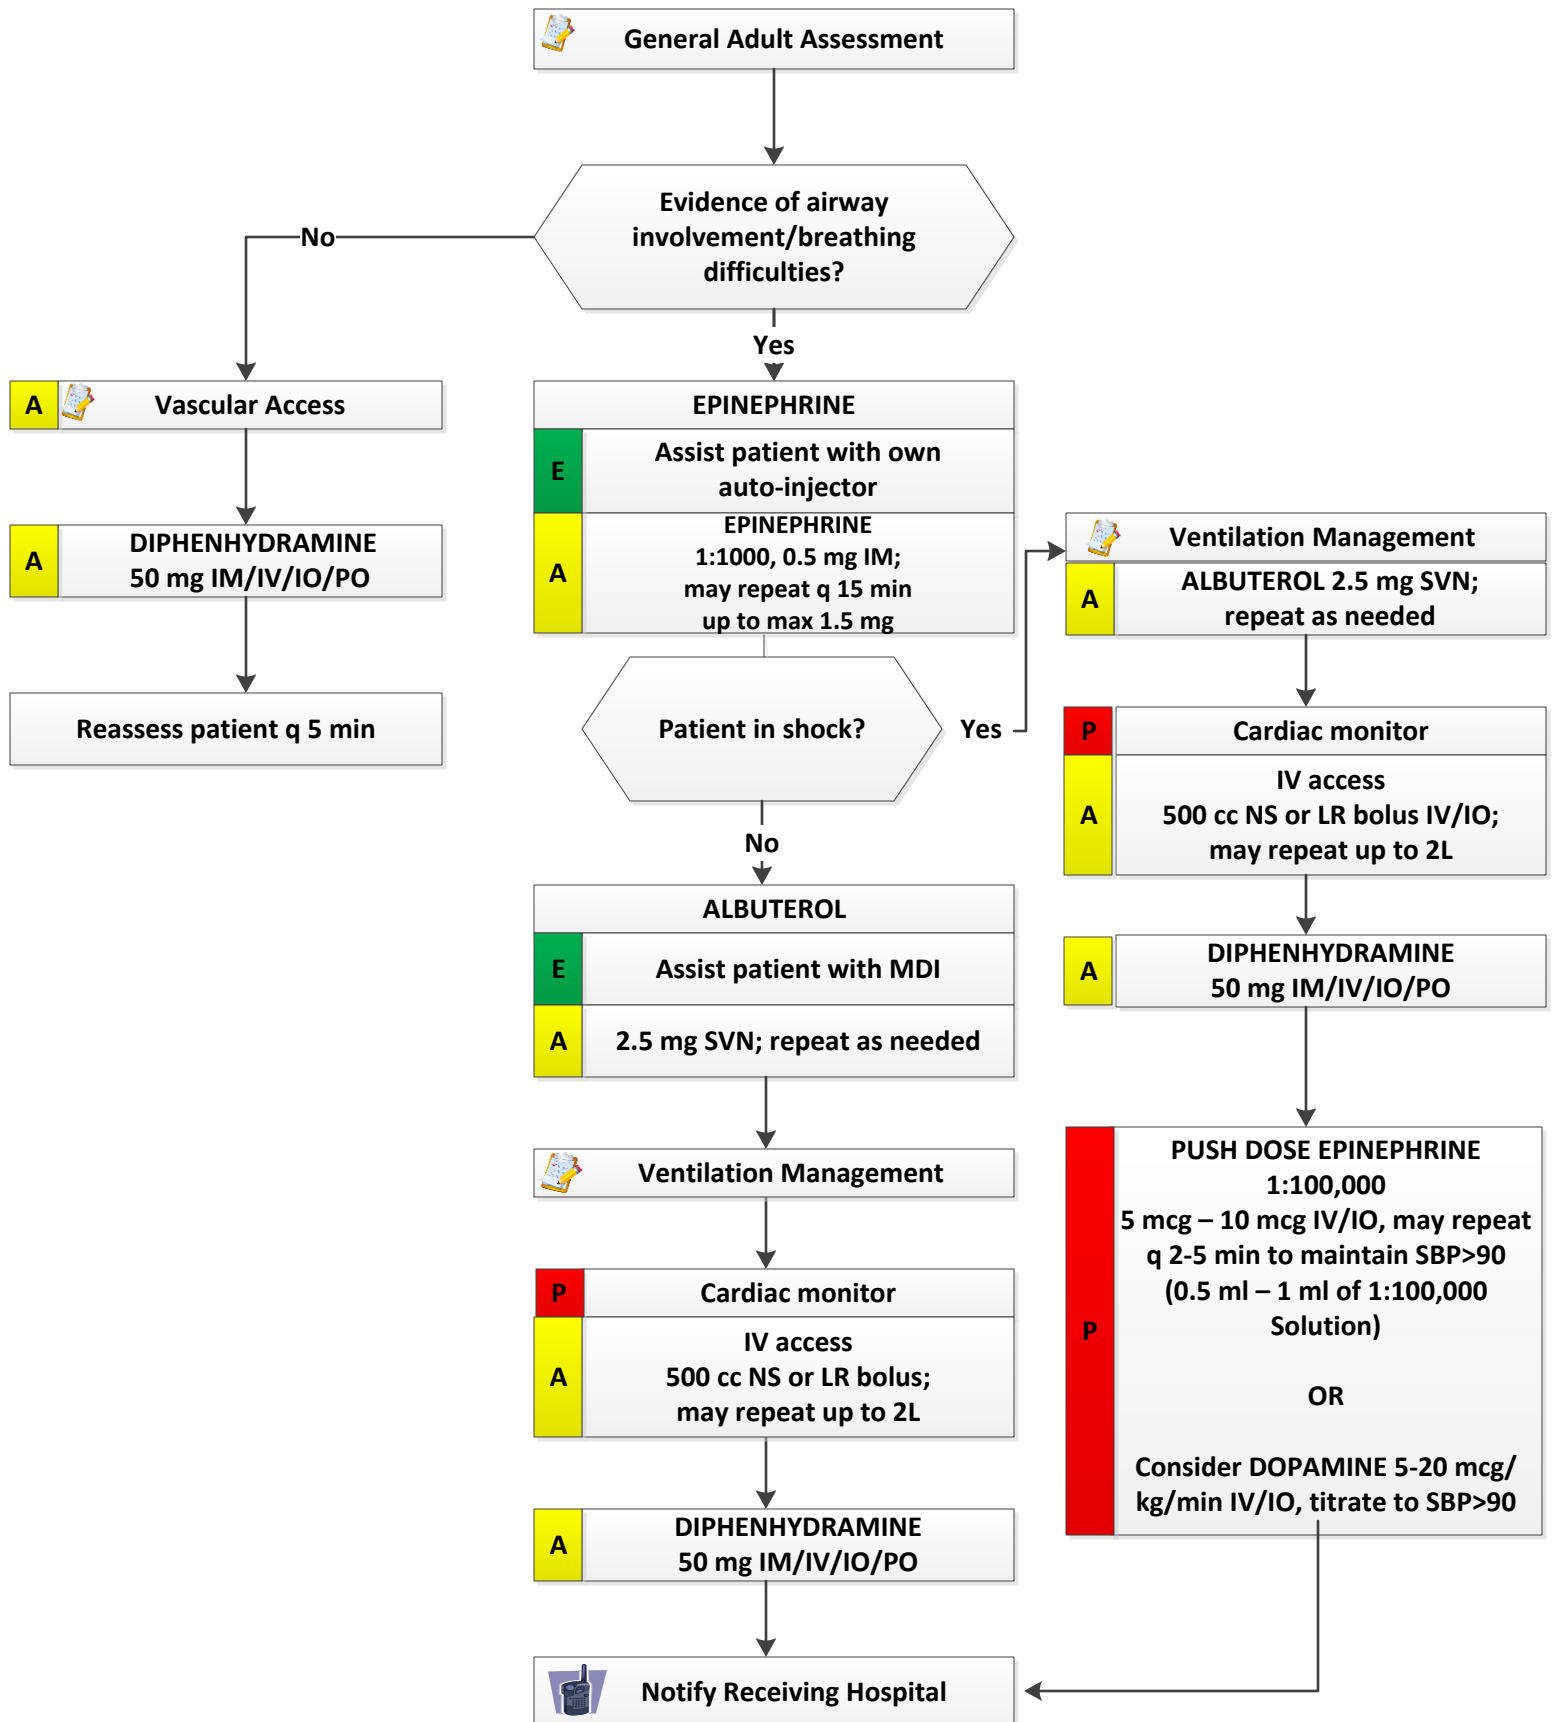 General Adult Assessment
Evidence of airway
involvement/breathing
difficulties?
No
Yes
A
Vascular Access
A
DIPHENHYDRAMINE
50 mg IM/IV/IO/PO
Reassess patient q 5 min
EPINEPHRINE
E
Assist patient with own
auto-injector
A
EPINEPHRINE
1:1000, 0.5 mg IM;
may repeat q 15 min
up to max 1.5 mg
Patient in shock?
Yes
No
ALBUTEROL
E
Assist patient with MDI
A
2.5 mg SVN; repeat as needed
Ventilation Management
P
Cardiac monitor
A
IV access
500 cc NS or LR bolus;
may repeat up to 2L
A
DIPHENHYDRAMINE
50 mg IM/IV/IO/PO
Ventilation Management
A
ALBUTEROL 2.5 mg SVN;
repeat as needed
P
Cardiac monitor
A
IV access
500 cc NS or LR bolus IV/IO;
may repeat up to 2L
A
DIPHENHYDRAMINE
50 mg IM/IV/IO/PO
P
PUSH DOSE EPINEPHRINE
1:100,000
5 mcg – 10 mcg IV/IO, may repeat
q 2-5 min to maintain SBP>90
(0.5 ml – 1 ml of 1:100,000
Solution)
OR
Consider DOPAMINE 5-20 mcg/
kg/min IV/IO, titrate to SBP>90
Notify Receiving Hospital